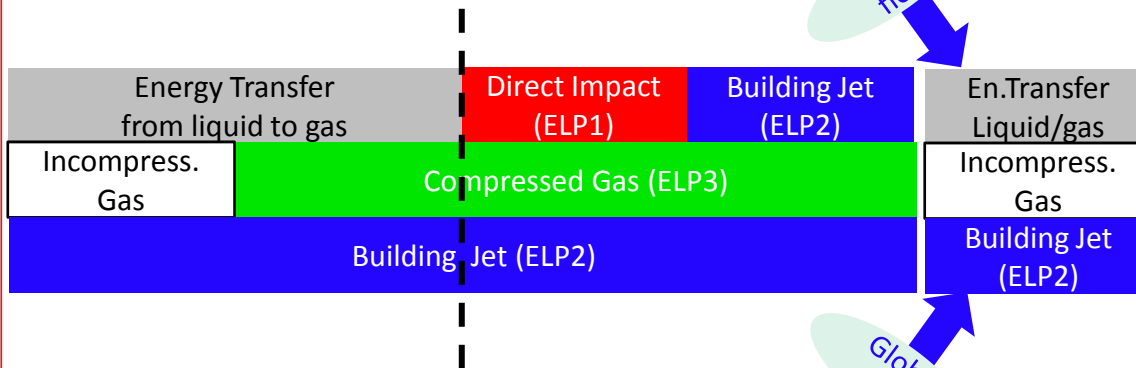 Energy Transfer
from liquid to gas
Direct Impact
(ELP1)
Building Jet
(ELP2)
En.Transfer
Liquid/gas
Incompress.
Gas
Compressed Gas (ELP3)
Incompress.
Gas
Building Jet (ELP2)
Building Jet
(ELP2)